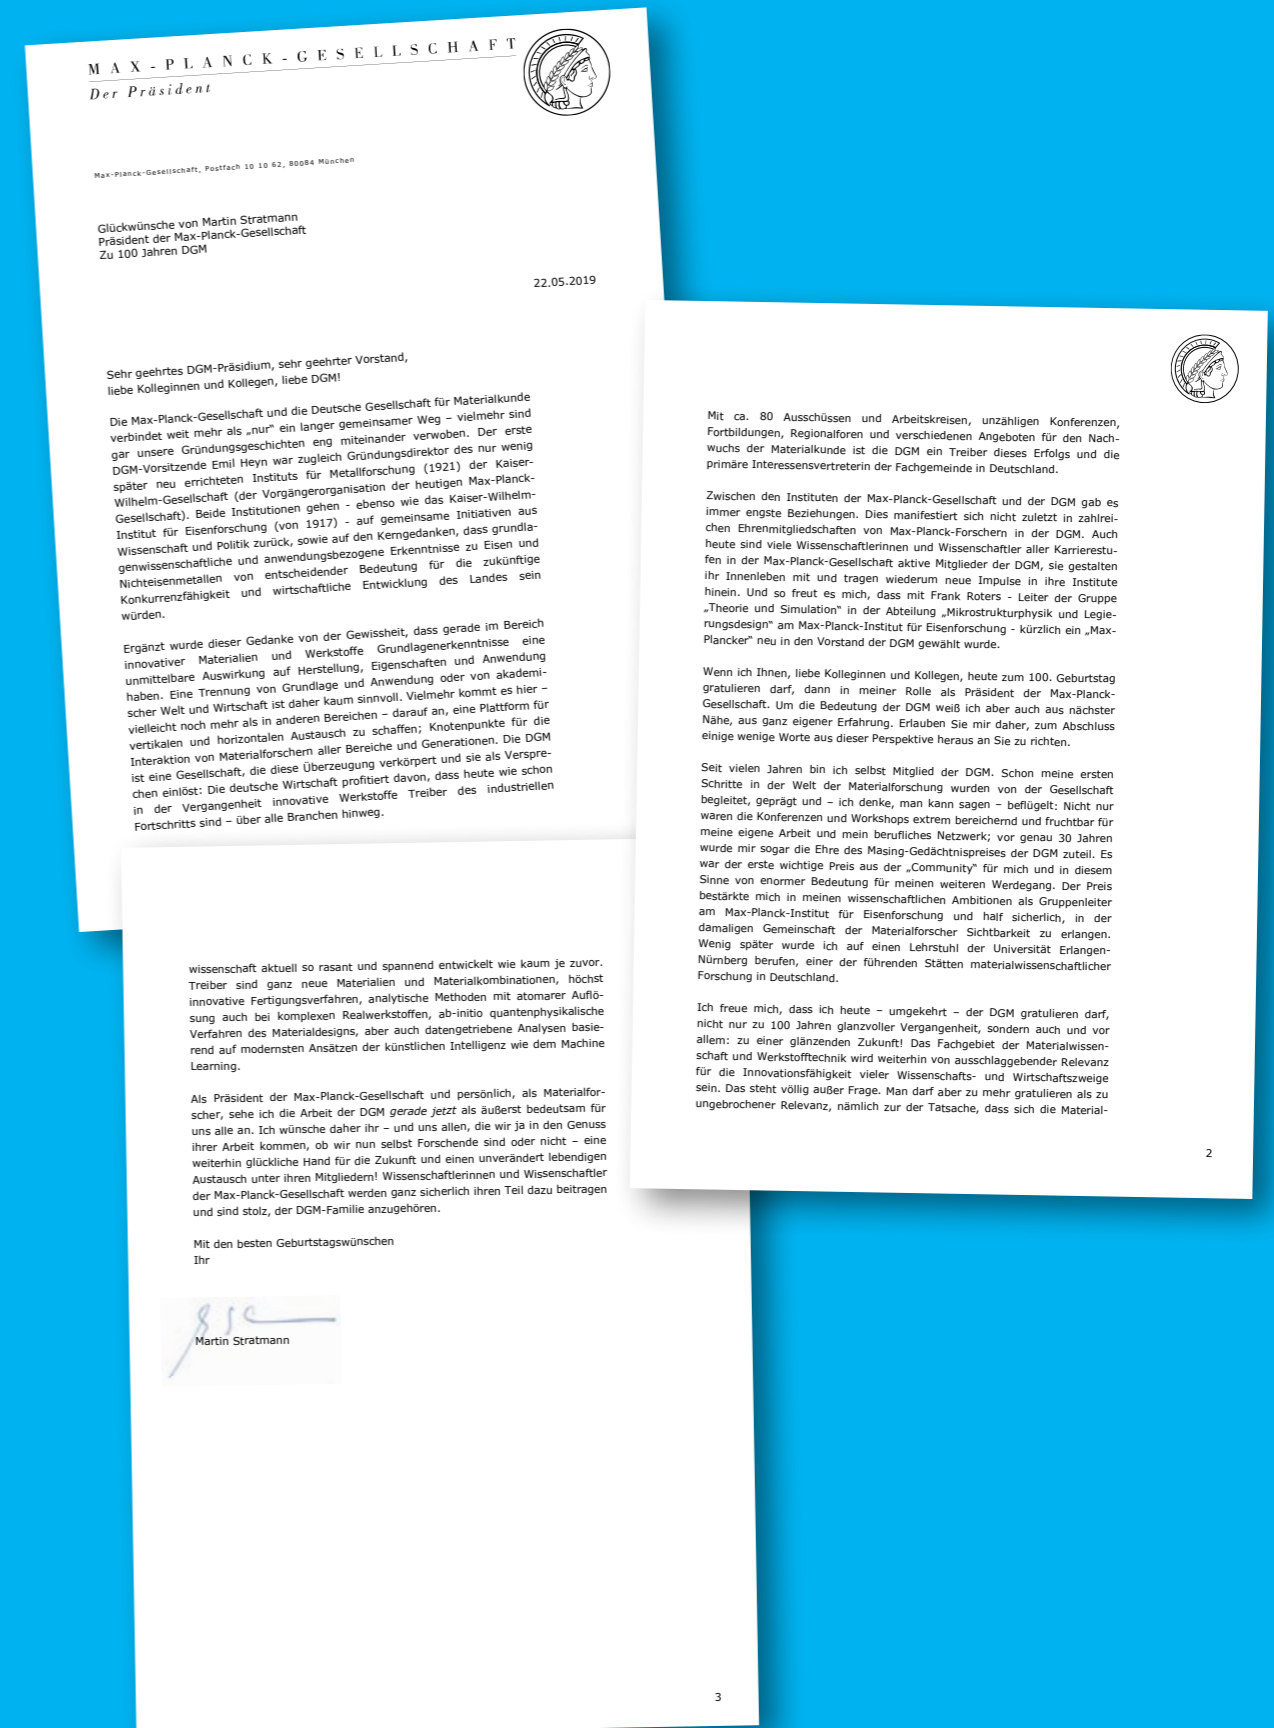 MAX-PLANCK-GESELLSCHAFT
Der Präsident
Max-Planck-Gesellschaft, Postfach 10 10 62, 80084 München
Glückwünsche von Martin Stratmann
Präsident der Max-Planck-Gesellschaft
Zu 100 Jahren DGM
22.05.2019
Sehr geehrtes DGM-Präsidium, sehr geehrter Vorstand,
liebe Kolleginnen und Kollegen, liebe DGM!
Die Max-Planck-Gesellschaft und die Deutsche Gesellschaft für Materialkunde
verbindet weit mehr als „nur" ein langer gemeinsamer Weg – vielmehr sind
gar unsere Gründungsgeschichten eng miteinander verwoben. Der erste
DGM-Vorsitzende Emil Heyn war zugleich Gründungsdirektor des nur wenig
später neu errichteten Instituts für Metallforschung (1921) der Kaiser-
Wilhelm-Gesellschaft (der Vorgängerorganisation der heutigen Max-Planck-
Gesellschaft). Beide Institutionen gehen - ebenso wie das Kaiser-Wilhelm-
Institut für Eisenforschung (von 1917) - auf gemeinsame Initiativen aus
Wissenschaft und Politik zurück, sowie auf den Kerngedanken, dass grundla-
genwissenschaftliche und anwendungsbezogene Erkenntnisse zu Eisen und
Nichteisenmetallen von entscheidender Bedeutung für die zukünftige
Konkurrenzfähigkeit und wirtschaftliche Entwicklung des Landes sein
würden.
Ergänzt wurde dieser Gedanke von der Gewissheit, dass gerade im Bereich
innovativer Materialien und Werkstoffe Grundlagenerkenntnisse eine
unmittelbare Auswirkung auf Herstellung, Eigenschaften und Anwendung
haben. Eine Trennung von Grundlage und Anwendung oder von akademi-
scher Welt und Wirtschaft ist daher kaum sinnvoll. Vielmehr kommt es hier –
vielleicht noch mehr als in anderen Bereichen – darauf an, eine Plattform für
vertikalen und horizontalen Austausch zu schaffen; Knotenpunkte für die
Interaktion von Materialforschern aller Bereiche und Generationen. Die DGM
ist eine Gesellschaft, die diese Überzeugung verkörpert und sie als Verspre-
chen einlöst: Die deutsche Wirtschaft profitiert davon, dass heute wie schon
in der Vergangenheit innovative Werkstoffe Treiber des industriellen
Fortschritts sind – über alle Branchen hinweg.
Mit ca. 80 Ausschüssen und Arbeitskreisen, unzähligen Konferenzen,
Fortbildungen, Regionalforen und verschiedenen Angeboten für den Nach-
wuchs der Materialkunde ist die DGM ein Treiber dieses Erfolgs und die
primäre Interessensvertreterin der Fachgemeinde in Deutschland.
Zwischen den Instituten der Max-Planck-Gesellschaft und der DGM gab es
immer engste Beziehungen. Dies manifestiert sich nicht zuletzt in zahlrei-
chen Ehrenmitgliedschaften von Max-Planck-Forschern in der DGM. Auch
heute sind viele Wissenschaftlerinnen und Wissenschaftler aller Karrierestu-
fen in der Max-Planck-Gesellschaft aktive Mitglieder der DGM, sie gestalten
ihr Innenleben mit und tragen wiederum neue Impulse in ihre Institute
hinein. Und so freut es mich, dass mit Frank Roters - Leiter der Gruppe
„Theorie und Simulation" in der Abteilung „Mikrostrukturphysik und Legie-
rungsdesign" am Max-Planck-Institut für Eisenforschung - kürzlich ein „Max-
Plancker" neu in den Vorstand der DGM gewählt wurde.
Wenn ich Ihnen, liebe Kolleginnen und Kollegen, heute zum 100. Geburtstag
gratulieren darf, dann in meiner Rolle als Präsident der Max-Planck-
Gesellschaft. Um die Bedeutung der DGM weiß ich aber auch aus nächster
Nähe, aus ganz eigener Erfahrung. Erlauben Sie mir daher, zum Abschluss
einige wenige Worte aus dieser Perspektive heraus an Sie zu richten.
Seit vielen Jahren bin ich selbst Mitglied der DGM. Schon meine ersten
Schritte in der Welt der Materialforschung wurden von der Gesellschaft
begleitet, geprägt und – ich denke, man kann sagen – beflügelt: Nicht nur
waren die Konferenzen und Workshops extrem bereichernd und fruchtbar für
meine eigene Arbeit und mein berufliches Netzwerk; vor genau 30 Jahren
wurde mir sogar die Ehre des Masing-Gedächtnispreises der DGM zuteil. Es
war der erste wichtige Preis aus der „Community" für mich und in diesem
Sinne von enormer Bedeutung für meinen weiteren Werdegang. Der Preis
bestärkte mich in meinen wissenschaftlichen Ambitionen als Gruppenleiter
am Max-Planck-Institut für Eisenforschung und half sicherlich, in der
damaligen Gemeinschaft der Materialforscher Sichtbarkeit zu erlangen.
Wenig später wurde ich auf einen Lehrstuhl der Universität Erlangen-
Nürnberg berufen, einer der führenden Stätten materialwissenschaftlicher
Forschung in Deutschland.
Ich freue mich, dass ich heute – umgekehrt – der DGM gratulieren darf,
nicht nur zu 100 Jahren glanzvoller Vergangenheit, sondern auch und vor
allem: zu einer glänzenden Zukunft! Das Fachgebiet der Materialwissen-
schaft und Werkstofftechnik wird weiterhin von ausschlaggebender Relevanz
für die Innovationsfähigkeit vieler Wissenschafts- und Wirtschaftszweige
sein. Das steht völlig außer Frage. Man darf aber zu mehr gratulieren als zu
ungebrochener Relevanz, nämlich zur der Tatsache, dass sich die Material-
2
wissenschaft aktuell so rasant und spannend entwickelt wie kaum je zuvor.
Treiber sind ganz neue Materialien und Materialkombinationen, höchst
innovative Fertigungsverfahren, analytische Methoden mit atomarer Auflö-
sung auch bei komplexen Realwerkstoffen, ab-initio quantenphysikalische
Verfahren des Materialdesigns, aber auch datengetriebene Analysen basie-
rend auf modernsten Ansätzen der künstlichen Intelligenz wie dem Machine
Learning.
Als Präsident der Max-Planck-Gesellschaft und persönlich, als Materialfor-
scher, sehe ich die Arbeit der DGM gerade jetzt als äußerst bedeutsam für
uns alle an. Ich wünsche daher ihr – und uns allen, die wir ja in den Genuss
ihrer Arbeit kommen, ob wir nun selbst Forschende sind oder nicht – eine
weiterhin glückliche Hand für die Zukunft und einen unverändert lebendigen
Austausch unter ihren Mitgliedern! Wissenschaftlerinnen und Wissenschaftler
der Max-Planck-Gesellschaft werden ganz sicherlich ihren Teil dazu beitragen
und sind stolz, der DGM-Familie anzugehören.
Mit den besten Geburtstagswünschen
Ihr
Martin Stratmann
3